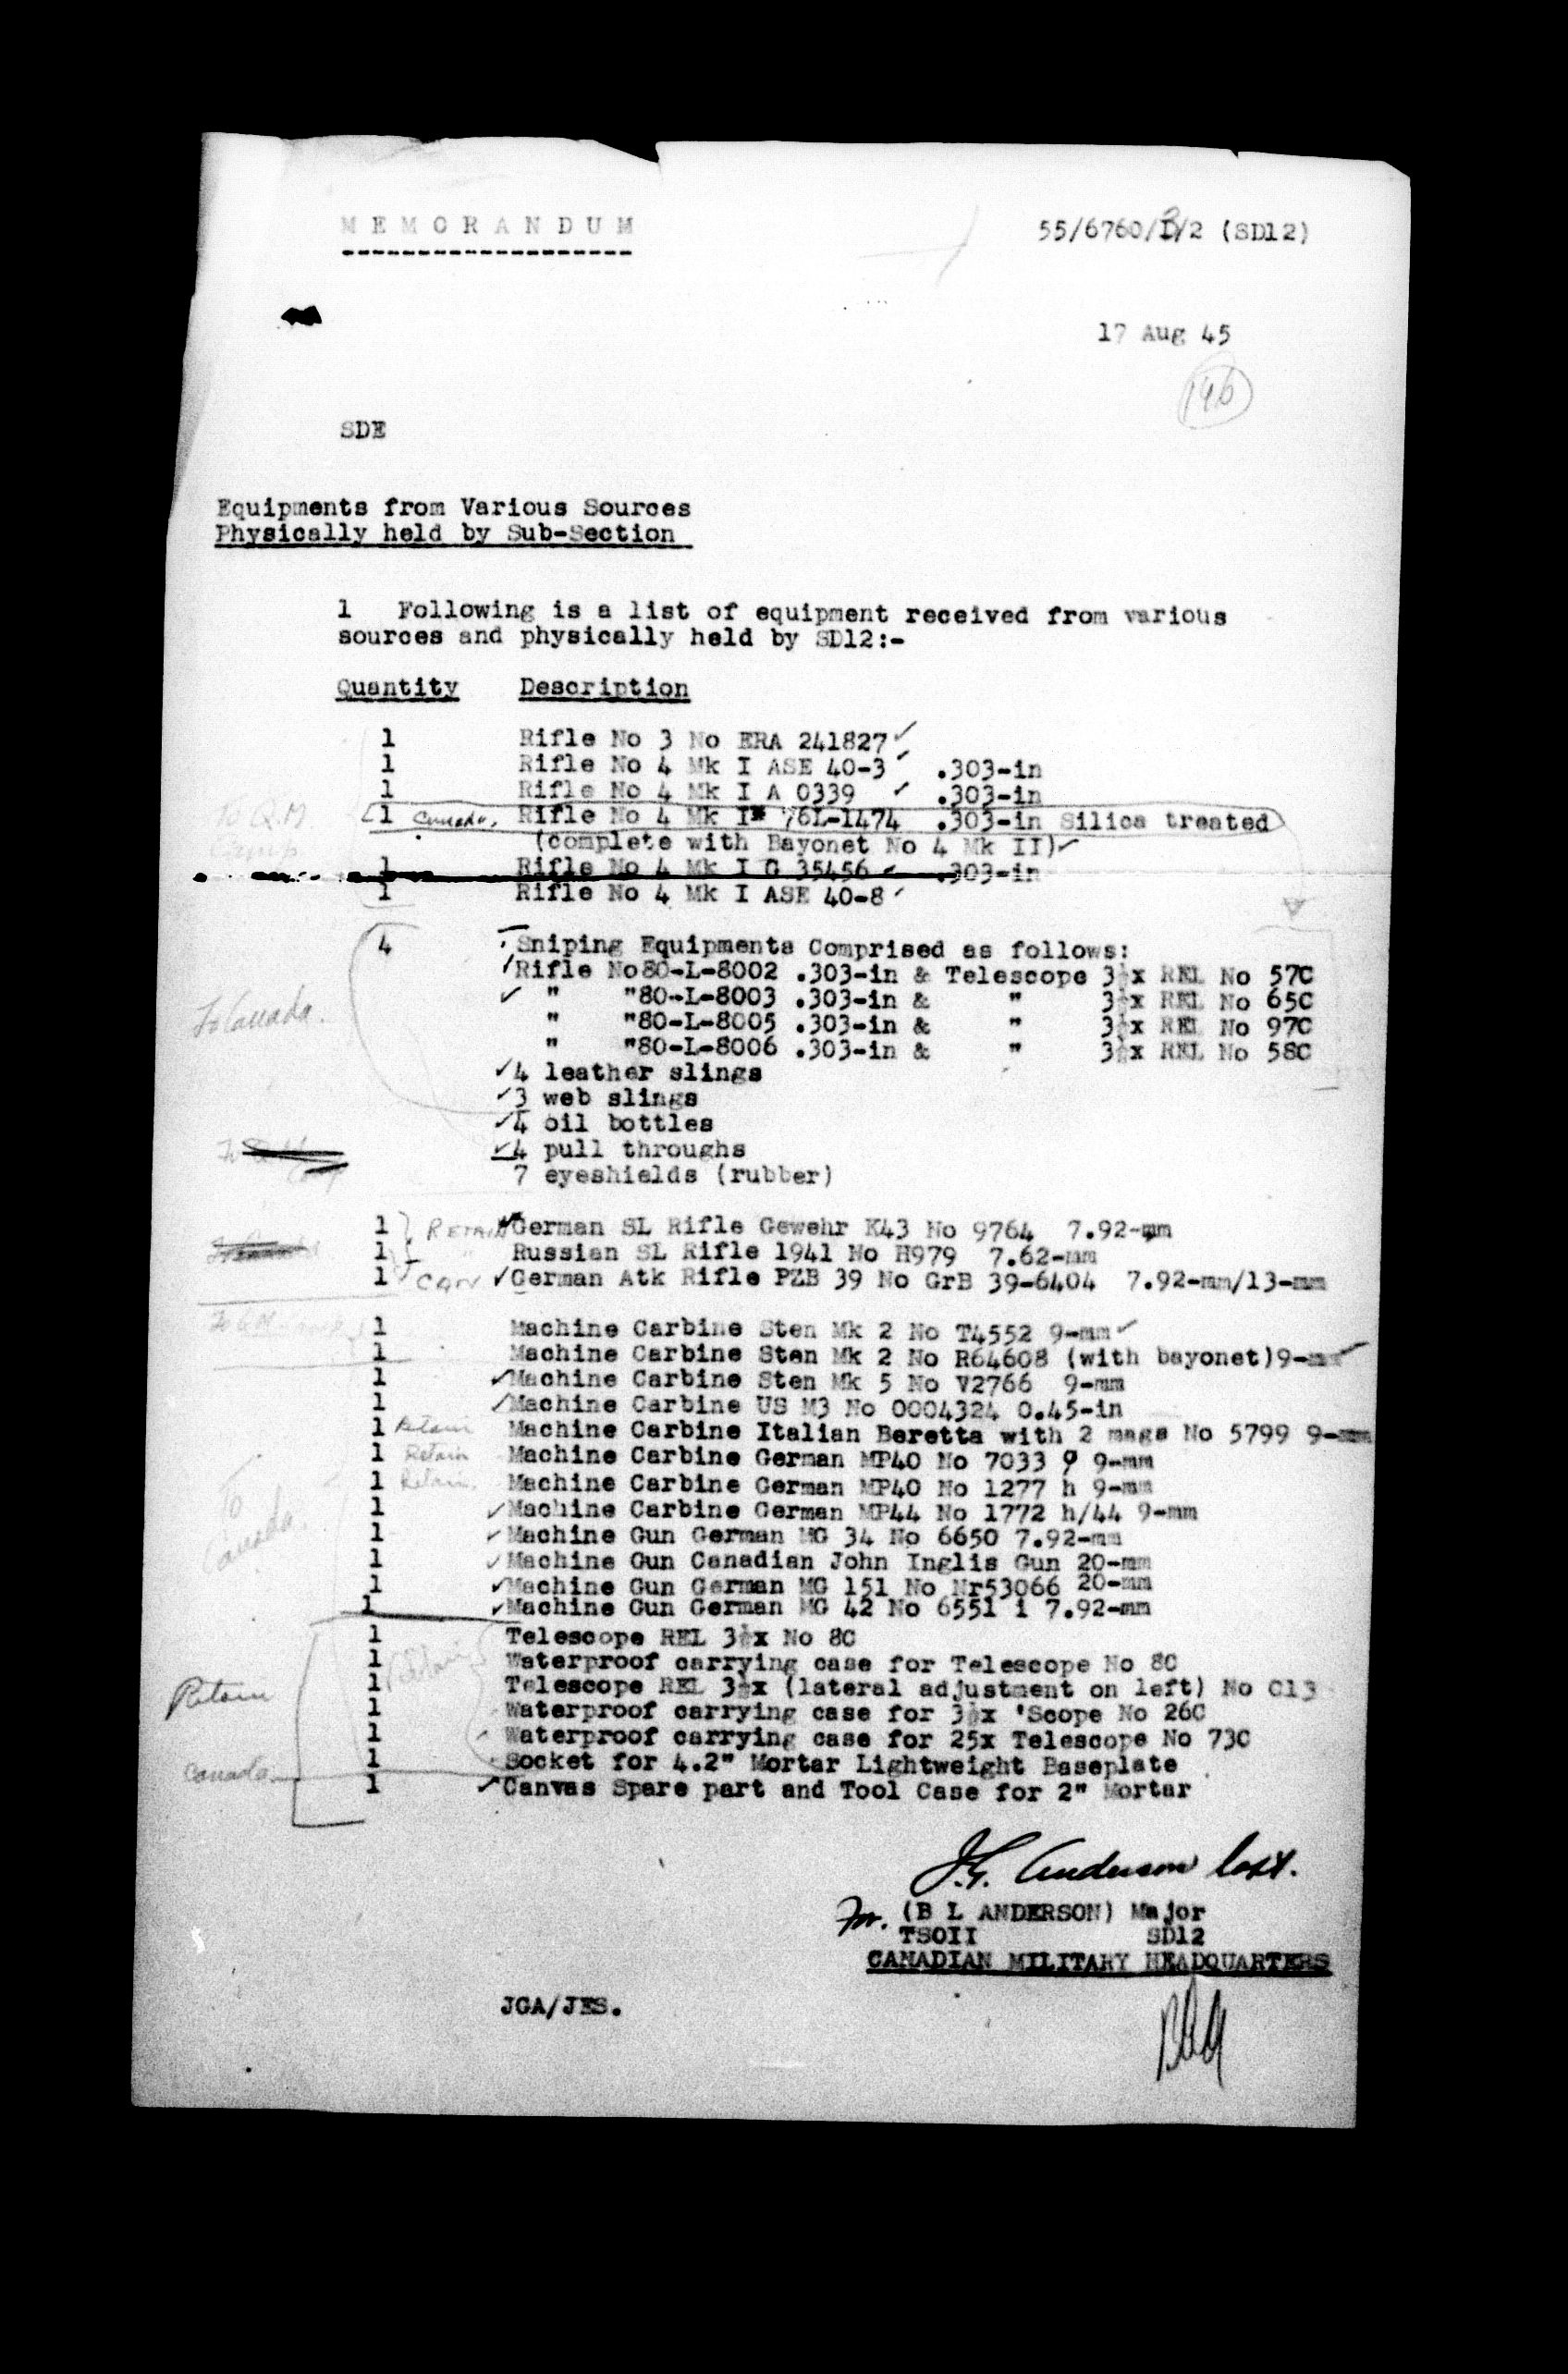 MEMORANDUM
55/6760/B/2 (SD12)
17 Aug 45
146
SDE
Equipments from Various Sources
Physically held by Sub-Section
1 Following is a list of equipment received from various
sources and physically held by SD12:-
Quantity Description
1 Rifle No 3 No ERA 241827
1 Rifle No 4 Mk I ASE 40-3 .303-in
1 Rifle No 4 Mk I A 0339 .303-in
To Q.M
Comp.
1 Canada. Rifle No 4 Mk I* 76L-1474 .303-in Silica treated
(complete with Bayonet No 4 Mk II)
1 Rifle No 4 Mk I G 35456 .303-in
1 Rifle No 4 Mk I ASE 40-8
4 Sniping Equipments Comprised as follows:
Rifle No80-L-8002 .303-in & Telescope 3½x REL No 57C
" "80-L-8003 .303-in & " 3½x REL No 65C
To Canada.
" "80-L-8005 .303-in & " 3½x REL No 97C
" "80-L-8006 .303-in & " 3½x REL No 58C
4 leather slings
3 web slings
4 oil bottles
4 pull throughs
7 eyeshields (rubber)
1 RETAIN German SL Rifle Gewehr K43 No 9764 7.92-mm
1 " Russian SL Rifle 1941 No H979 7.62-mm
1 CAN German Atk Rifle PZB 39 No GrB 39-6404 7.92-mm/13-mm
To QM
1 Machine Carbine Sten Mk 2 No T4552 9-mm
1 Machine Carbine Sten Mk 2 No R64608 (with bayonet)9-mm
1 Machine Carbine Sten Mk 5 No V2766 9-mm
1 Machine Carbine US M3 No 0004324 0.45-in
1 Retain Machine Carbine Italian Beretta with 2 mags No 5799 9-mm
1 Retain Machine Carbine German MP40 No 7033 9-mm
1 Retain. Machine Carbine German MP40 No 1277 h 9-mm
To
Canada.
1 Machine Carbine German MP44 No 1772 h/44 9-mm
1 Machine Gun German MG 34 No 6650 7.92-mm
1 Machine Gun Canadian John Inglis Gun 20-mm
1 Machine Gun German MG 151 No Nr53066 20-mm
1 Machine Gun German MG 42 No 6551 i 7.92-mm
1 Telescope REL 3½x No 8C
1 Waterproof carrying case for Telescope No 8C
1 Telescope REL 3½x (lateral adjustment on left) No C13
Retain
1 Waterproof carrying case for 3½x 'Scope No 26C
1 Waterproof carrying case for 25x Telescope No 73C
1 Socket for 4.2" Mortar Lightweight Baseplate
Canada
1 Canvas Spare part and Tool Case for 2" Mortar
J.G. Anderson Capt.
For. (B L ANDERSON) Major
TSOII SD12
CANADIAN MILITARY HEADQUARTERS
JGA/JES.